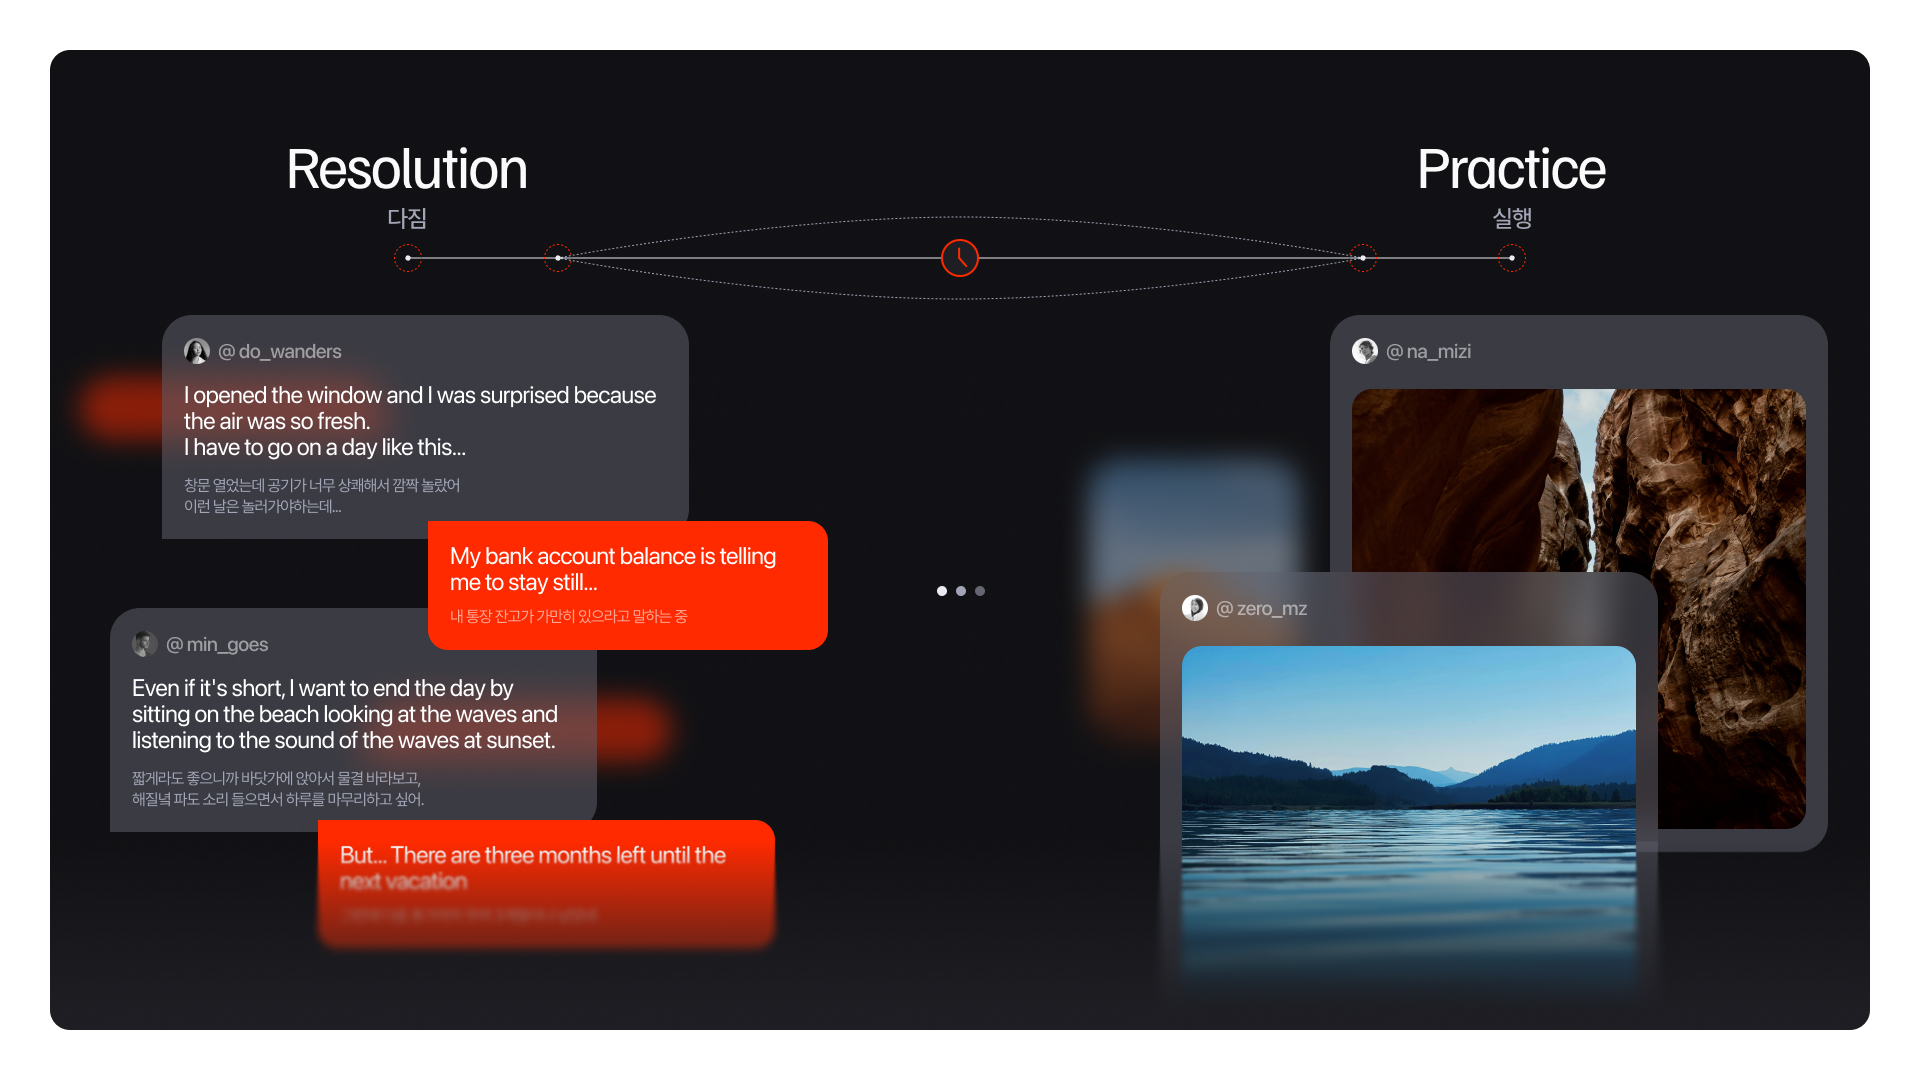 Resolution
다짐
Practice
실행
@do_wanders
I opened the window and I was surprised because
the air was so fresh.
I have to go on a day like this...
창문 열었는데 공기가 너무 상쾌해서 깜짝 놀랐어
이런 날은 놀러가야하는데...
My bank account balance is telling
me to stay still...
내 통장 잔고가 가만히 있으라고 말하는 중
@min_goes
Even if it's short, I want to end the day by
sitting on the beach looking at the waves and
listening to the sound of the waves at sunset.
짧게라도 좋으니까 바닷가에 앉아서 물결 바라보고,
해질녘 파도 소리 들으면서 하루를 마무리하고 싶어.
But... There are three months left until the
next vacation
@na_mizi
@zero_mz